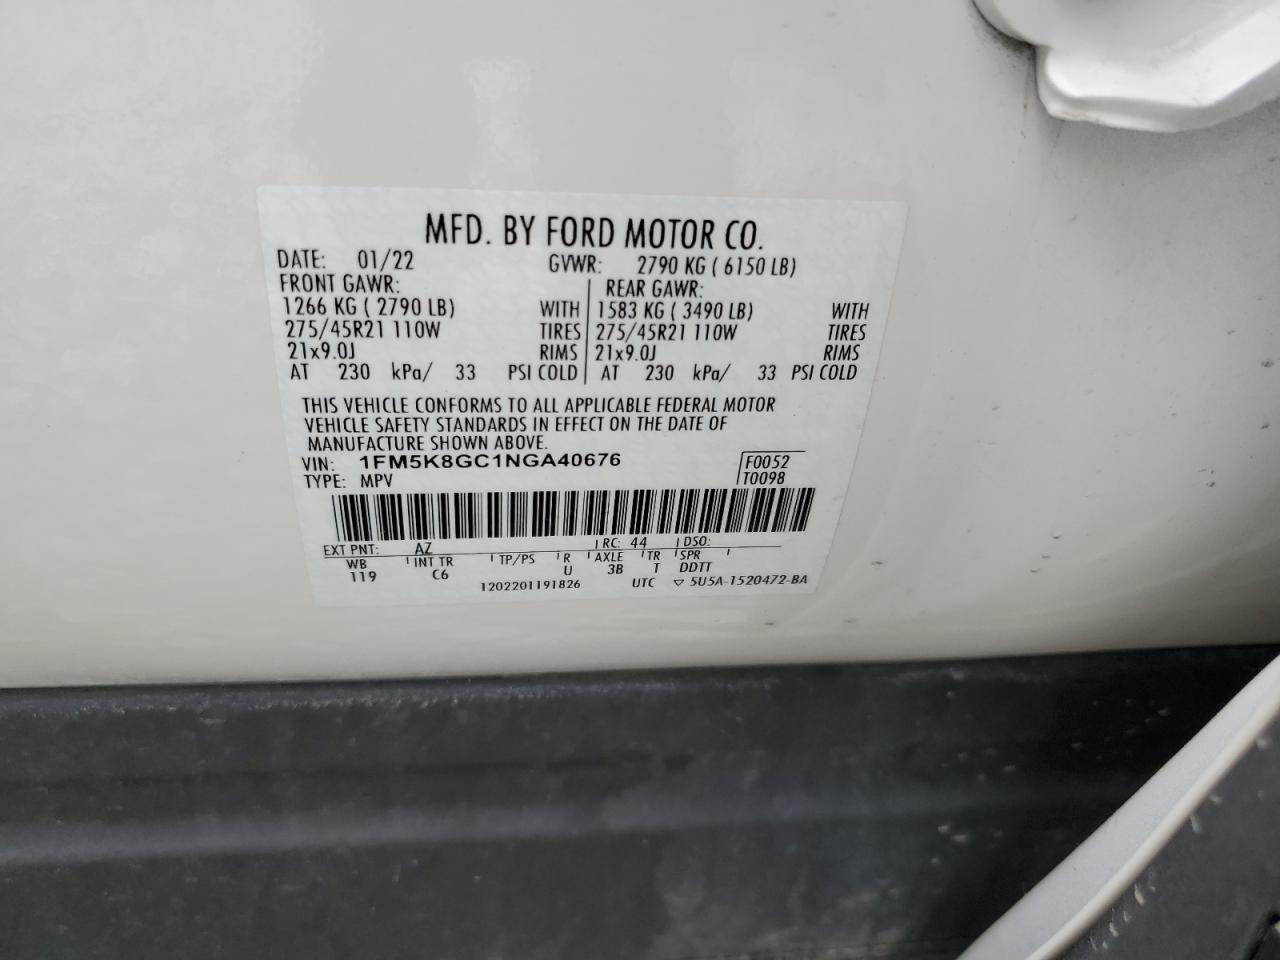 MFD. BY FORD MOTOR CO.
DATE: 01/22 GVWR: 2790 KG ( 6150 LB)
FRONT GAWR: REAR GAWR:
1266 KG ( 2790 LB) WITH 1583 KG ( 3490 LB) WITH
275/45R21 110W TIRES 275/45R21 110W TIRES
21x9.0J RIMS 21x9.0J RIMS
AT 230 kPa/ 33 PSI COLD AT 230 kPa/ 33 PSI COLD
THIS VEHICLE CONFORMS TO ALL APPLICABLE FEDERAL MOTOR
VEHICLE SAFETY STANDARDS IN EFFECT ON THE DATE OF
MANUFACTURE SHOWN ABOVE.
VIN: 1FM5K8GC1NGA40676 F0052
TYPE: MPV T0098
EXT PNT: AZ RC: 44 DSO:
WB INT TR TP/PS R AXLE TR SPR
119 C6 U 3B T DDTT
1202201191826 UTC ▽ 5U5A-1520472-BA